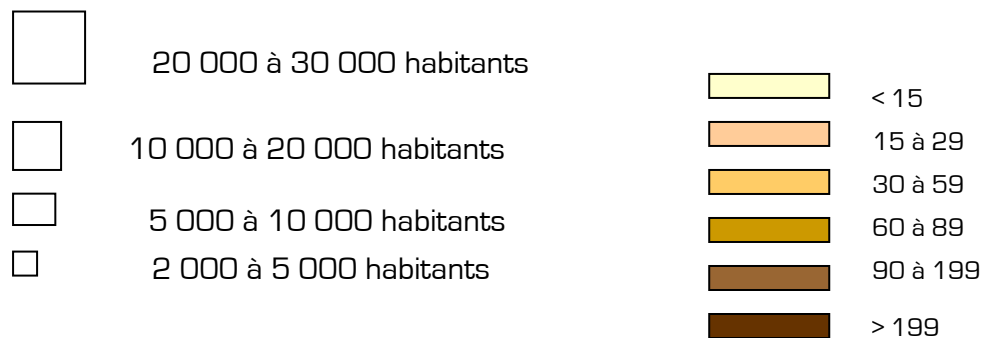 20 000 à 30 000 habitants
10 000 à 20 000 habitants
5 000 à 10 000 habitants
2 000 à 5 000 habitants
< 15
15 à 29
30 à 59
60 à 89
90 à 199
> 199